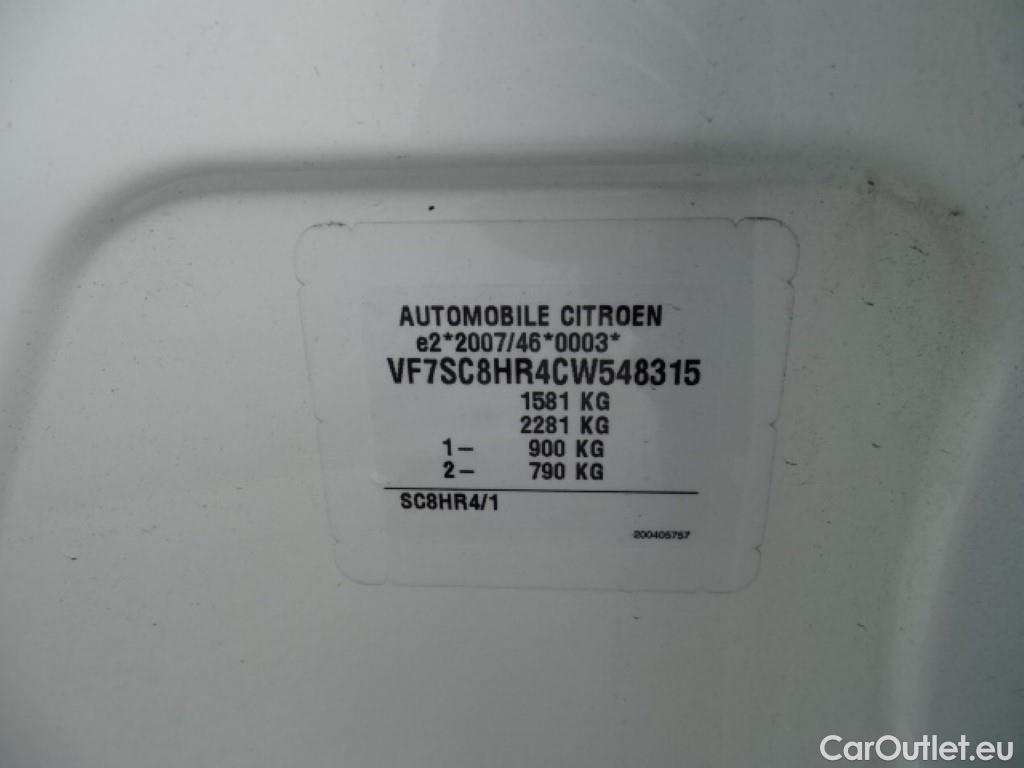 AUTOMOBILE CITROEN
e2*2007/46*0003*
VF7SC8HR4CW548315
1581 KG
2281 KG
1- 900 KG
2- 790 KG
SC8HR4/1
200405757
CarOutlet.eu